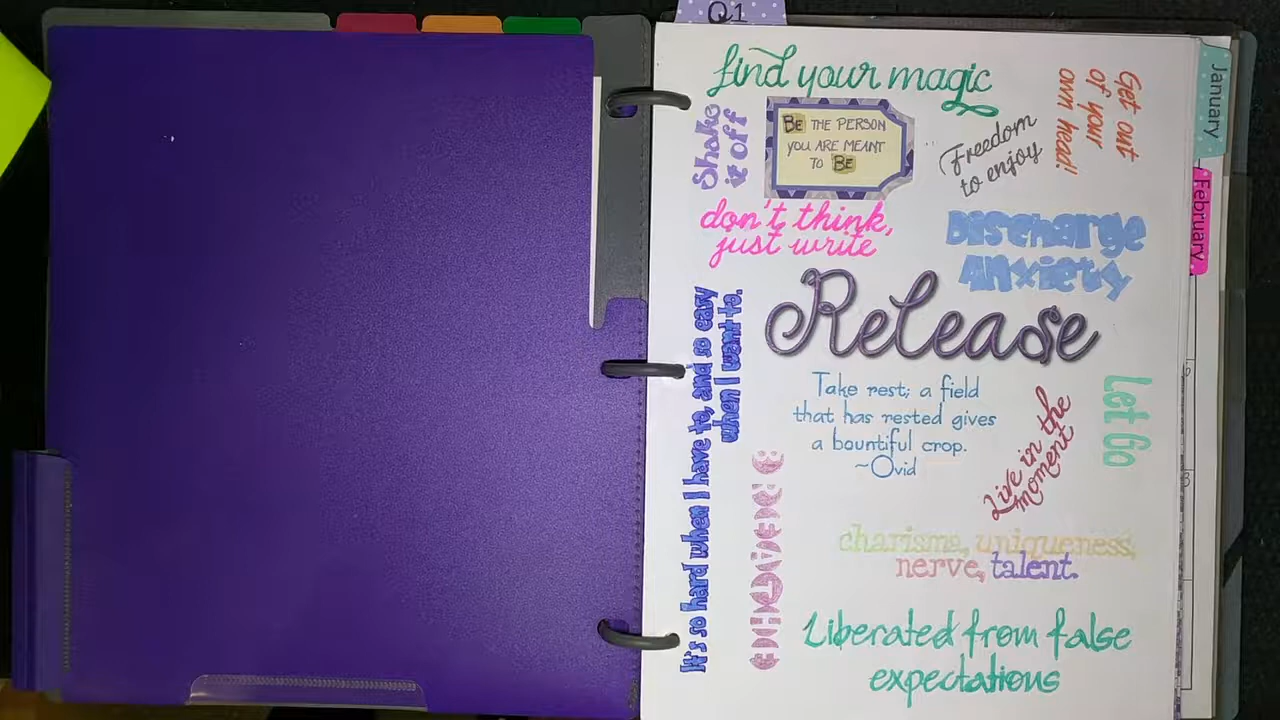 Q1
January
February
find your magic
Get out
of your
own head!
Shake
it off
BE THE PERSON
YOU ARE MEANT
TO BE
Freedom
to enjoy
don't think,
just write
Discharge
Anxiety
Release
It's so hard when I have to, and so easy
when I want to.
Take rest; a field
that has rested gives
a bountiful crop.
~Ovid
Live in the
moment
Let Go
charisma, uniqueness,
nerve, talent.
Liberated from false
expectations